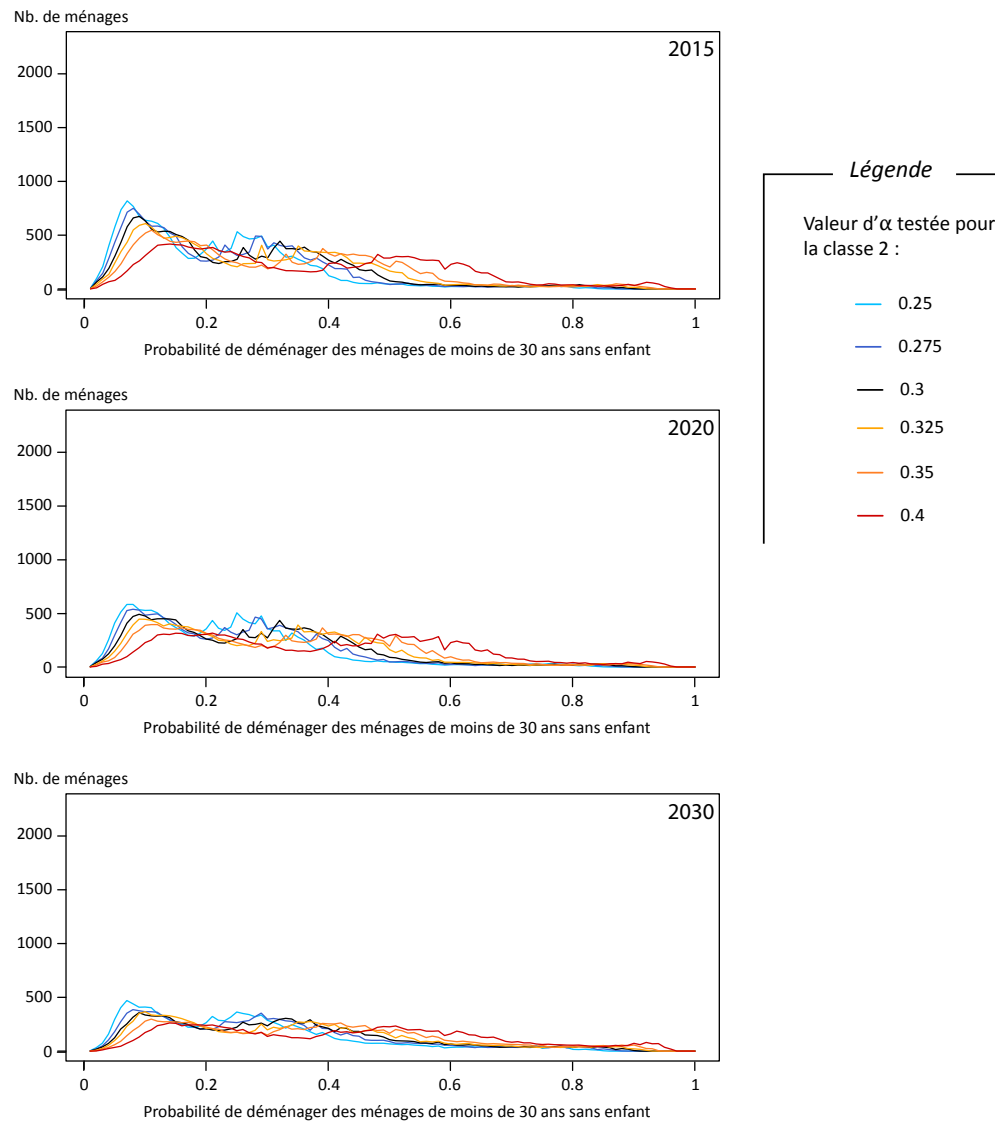 Nb. de ménages
2015
2000
1500
1000
500
0
0 0.2 0.4 0.6 0.8 1
Probabilité de déménager des ménages de moins de 30 ans sans enfant
Légende
Valeur d'α testée pour
la classe 2 :
0.25
0.275
0.3
0.325
0.35
0.4
Nb. de ménages
2020
2000
1500
1000
500
0
0 0.2 0.4 0.6 0.8 1
Probabilité de déménager des ménages de moins de 30 ans sans enfant
Nb. de ménages
2030
2000
1500
1000
500
0
0 0.2 0.4 0.6 0.8 1
Probabilité de déménager des ménages de moins de 30 ans sans enfant